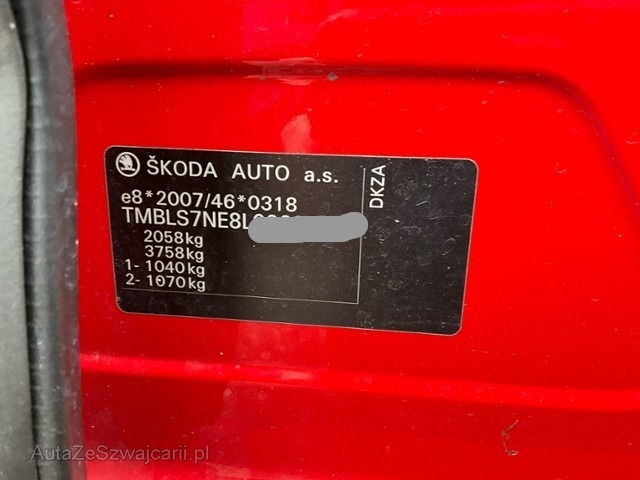 ŠKODA AUTO a.s.
e8*2007/46*0318
TMBLS7NE8L
2058kg
3758kg
1- 1040kg
2- 1070kg
DKZA
AutaZeSzwajcarii.pl